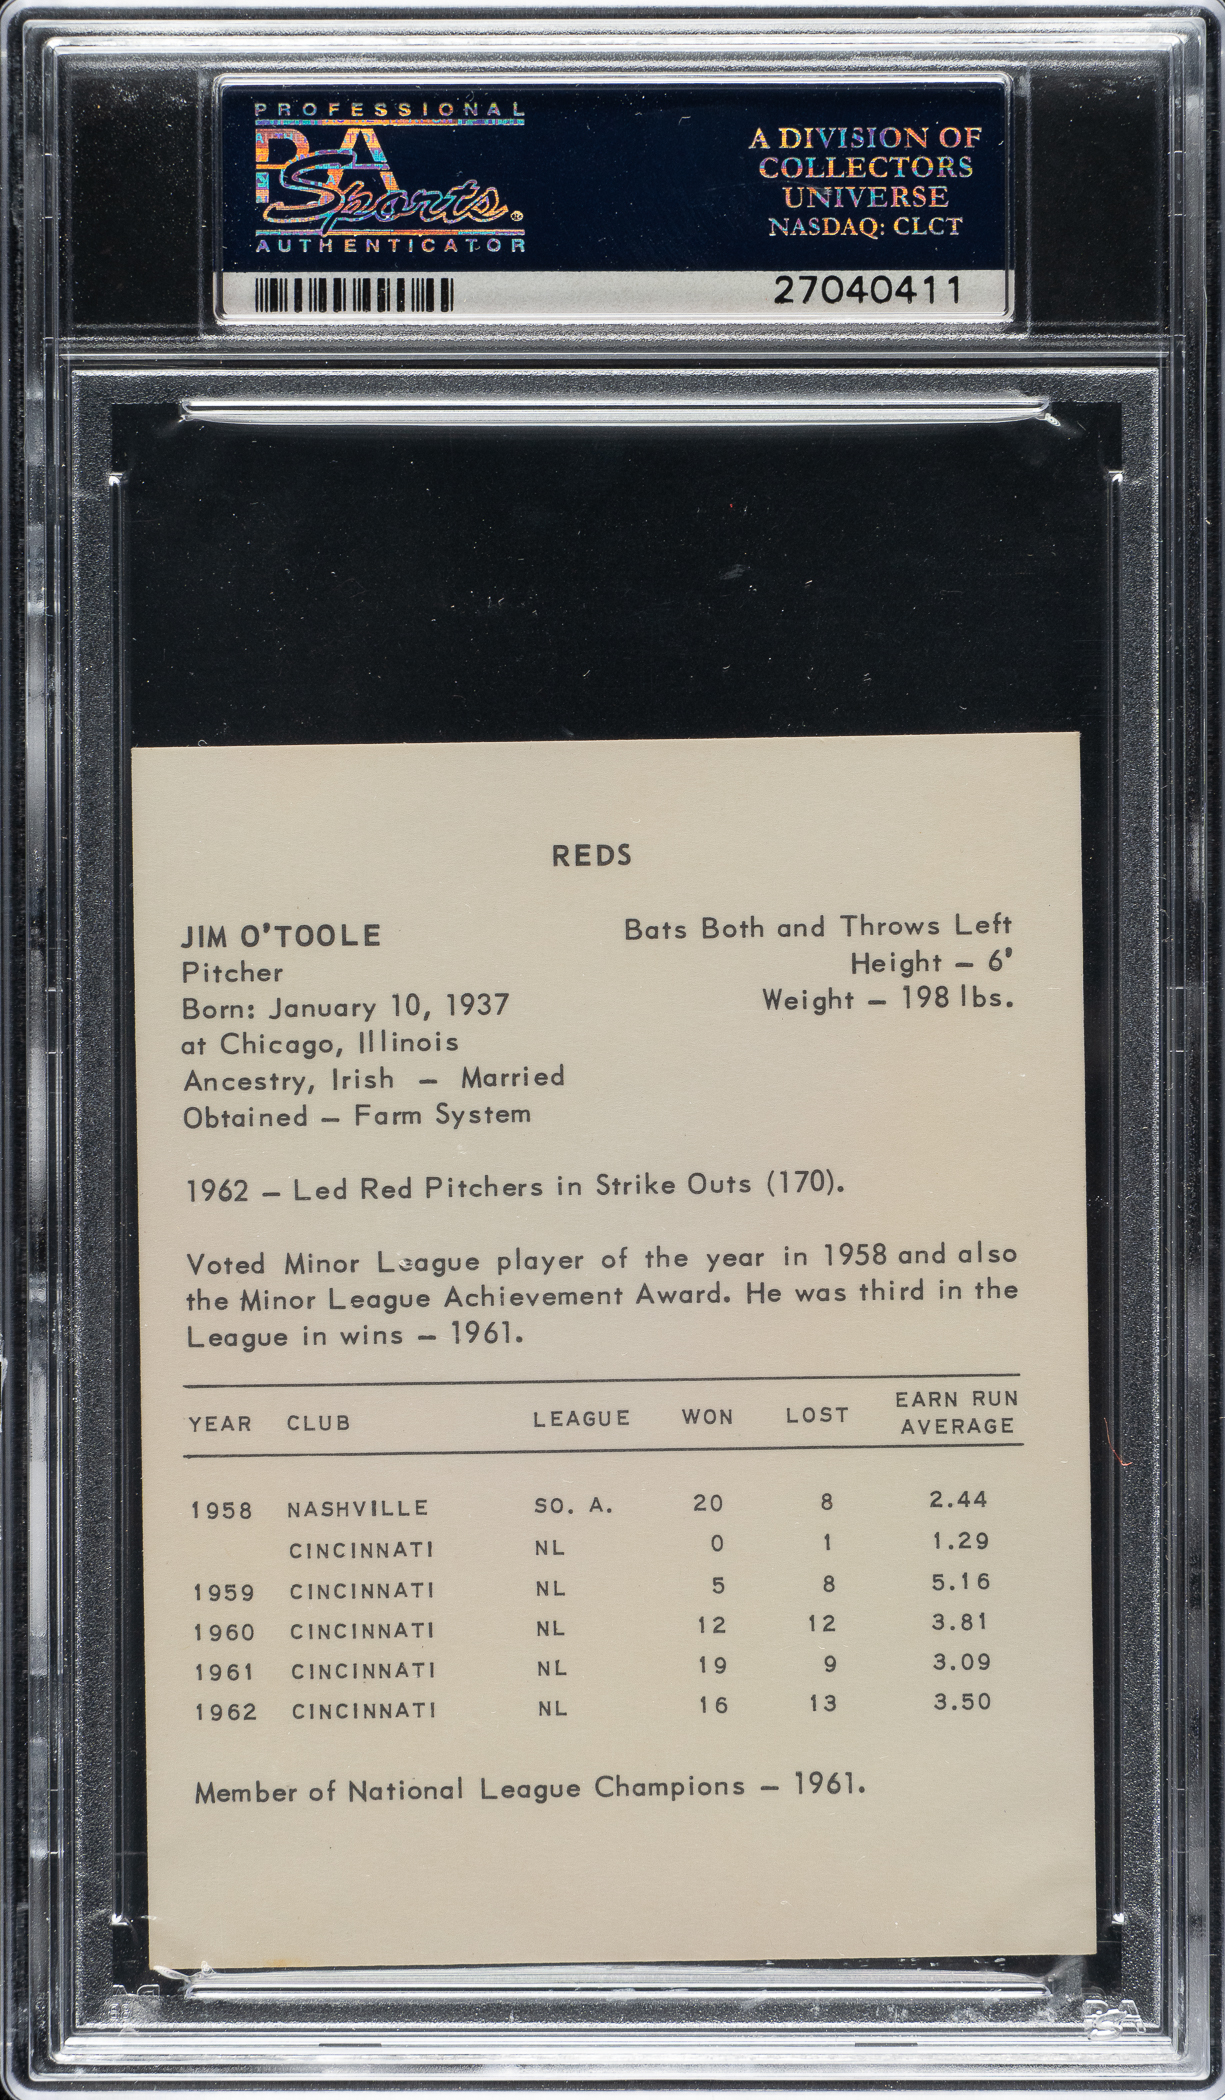 PROFESSIONAL
PSA
Sports
AUTHENTICATOR
A DIVISION OF
COLLECTORS
UNIVERSE
NASDAQ: CLCT
27040411
REDS
JIM O'TOOLE
Pitcher
Born: January 10, 1937
at Chicago, Illinois
Ancestry, Irish — Married
Obtained — Farm System
Bats Both and Throws Left
Height — 6'
Weight — 198 lbs.
1962 — Led Red Pitchers in Strike Outs (170).
Voted Minor League player of the year in 1958 and also
the Minor League Achievement Award. He was third in the
League in wins — 1961.
YEAR CLUB LEAGUE WON LOST EARN RUN AVERAGE
1958 NASHVILLE SO. A. 20 8 2.44
CINCINNATI NL 0 1 1.29
1959 CINCINNATI NL 5 8 5.16
1960 CINCINNATI NL 12 12 3.81
1961 CINCINNATI NL 19 9 3.09
1962 CINCINNATI NL 16 13 3.50
Member of National League Champions — 1961.
PSA
PSA